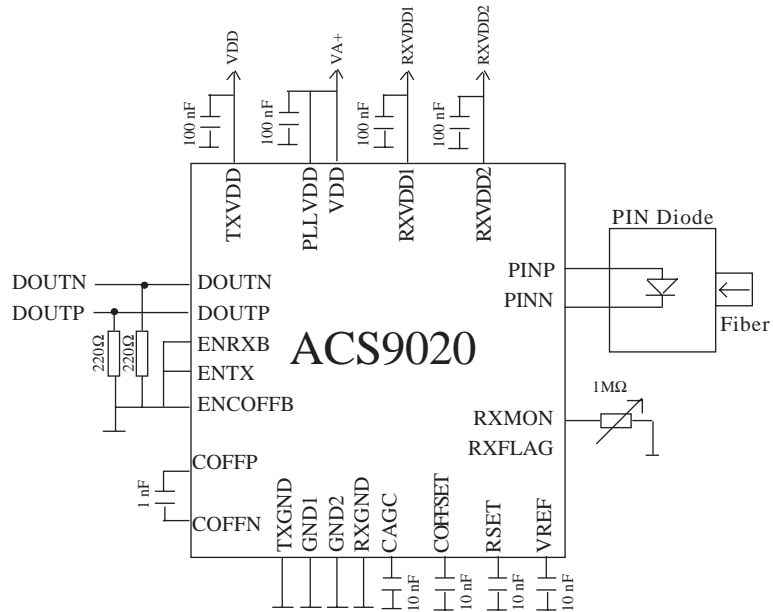 VDD
VA+
RXVDD1
RXVDD2
100 nF
100 nF
100 nF
100 nF
TXVDD
PLLVDD
VDD
RXVDD1
RXVDD2
PIN Diode
DOUTN
DOUTN
PINP
DOUTP
DOUTP
PINN
Fiber
220Ω
220Ω
ENRXB
ACS9020
ENTX
ENCOFFB
1MΩ
RXMON
RXFLAG
COFFP
1 nF
COFFN
TXGND
GND1
GND2
RXGND
CAGC
COFFSET
RSET
VREF
10 nF
10 nF
10 nF
10 nF